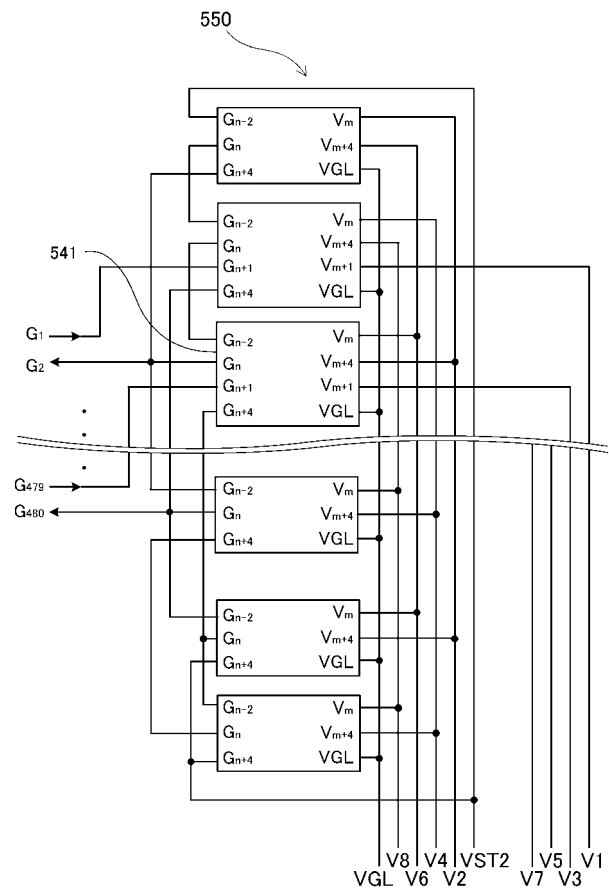 550
Gn-2 Vm
Gn Vm+4
Gn+4 VGL
Gn-2 Vm
Gn Vm+4
Gn+1 Vm+1
Gn+4 VGL
541
G1
Gn-2 Vm
G2
Gn Vm+4
Gn+1 Vm+1
Gn+4 VGL
G479
G480
Gn-2 Vm
Gn Vm+4
Gn+4 VGL
Gn-2 Vm
Gn Vm+4
Gn+4 VGL
Gn-2 Vm
Gn Vm+4
Gn+4 VGL
V8 V4 VST2 V5 V1
VGL V6 V2 V7 V3